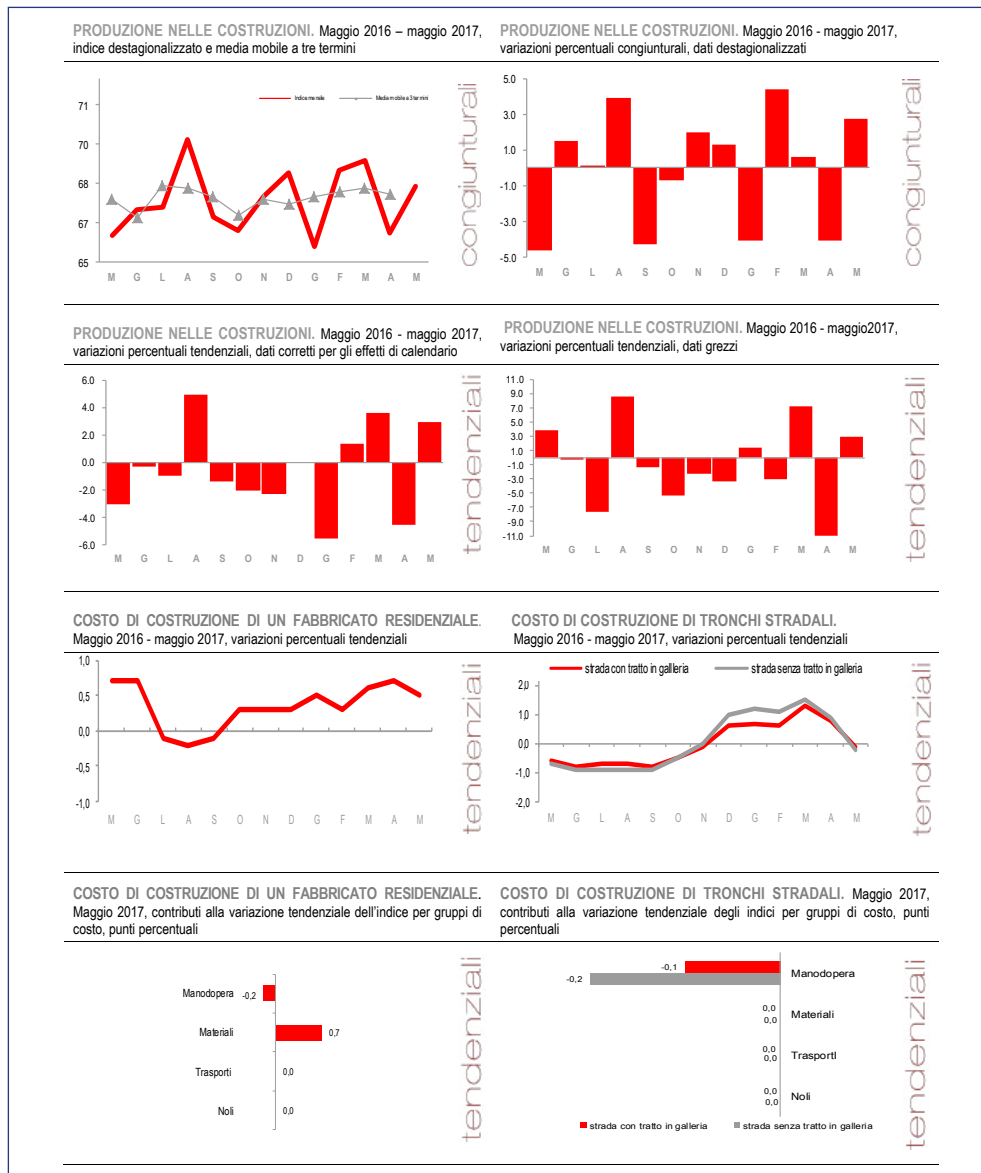 PRODUZIONE NELLE COSTRUZIONI. Maggio 2016 – maggio 2017,
indice destagionalizzato e media mobile a tre termini
Indice mensile
Media mobile a 3 termini
71
70
68
67
65
M G L A S O N D G F M A M
congiunturali
PRODUZIONE NELLE COSTRUZIONI. Maggio 2016 - maggio 2017,
variazioni percentuali congiunturali, dati destagionalizzati
5.0
3.0
1.0
-1.0
-3.0
-5.0
M G L A S O N D G F M A M
congiunturali
PRODUZIONE NELLE COSTRUZIONI. Maggio 2016 - maggio 2017,
variazioni percentuali tendenziali, dati corretti per gli effetti di calendario
6.0
4.0
2.0
0.0
-2.0
-4.0
-6.0
M G L A S O N D G F M A M
tendenziali
PRODUZIONE NELLE COSTRUZIONI. Maggio 2016 - maggio2017,
variazioni percentuali tendenziali, dati grezzi
11.0
9.0
7.0
5.0
3.0
1.0
-1.0
-3.0
-5.0
-7.0
-9.0
-11.0
M G L A S O N D G F M A M
tendenziali
COSTO DI COSTRUZIONE DI UN FABBRICATO RESIDENZIALE.
Maggio 2016 - maggio 2017, variazioni percentuali tendenziali
1,0
0,5
0,0
-0,5
-1,0
M G L A S O N D G F M A M
tendenziali
COSTO DI COSTRUZIONE DI TRONCHI STRADALI.
Maggio 2016 - maggio 2017, variazioni percentuali tendenziali
strada con tratto in gallleria
strada senza tratto in galleria
2,0
1,0
0,0
-1,0
-2,0
M G L A S O N D G F M A M
tendenziali
COSTO DI COSTRUZIONE DI UN FABBRICATO RESIDENZIALE.
Maggio 2017, contributi alla variazione tendenziale dell'indice per gruppi di
costo, punti percentuali
Manodopera -0,2
Materiali 0,7
Trasporti 0,0
Noli 0,0
tendenziali
COSTO DI COSTRUZIONE DI TRONCHI STRADALI. Maggio 2017,
contributi alla variazione tendenziale degli indici per gruppi di costo, punti
percentuali
-0,1
-0,2
Manodopera
0,0
0,0
Materiali
0,0
0,0
TrasportI
0,0
0,0
Noli
strada con tratto in galleria
strada senza tratto in galleria
tendenziali